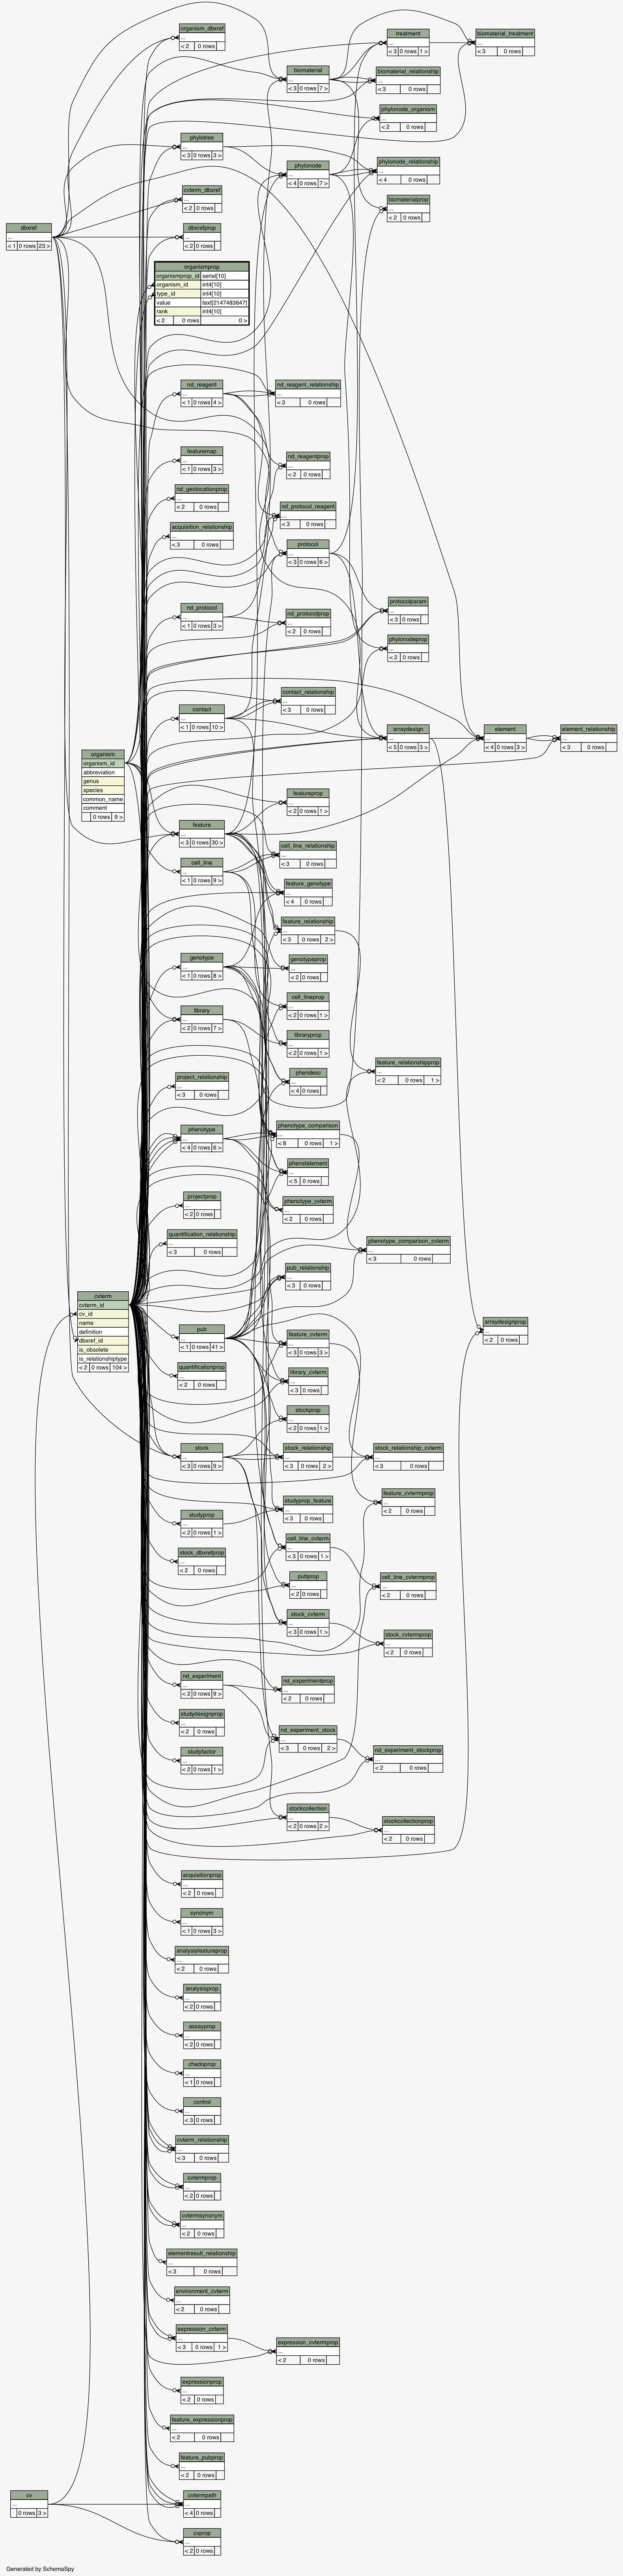 organism_dbxref
...
< 2 0 rows
treatment
...
< 3 0 rows 1 >
biomaterial_treatment
...
< 3 0 rows
biomaterial
...
< 3 0 rows 7 >
biomaterial_relationship
...
< 3 0 rows
phylonode_organism
...
< 2 0 rows
phylotree
...
< 3 0 rows 3 >
phylonode
...
< 4 0 rows 7 >
phylonode_relationship
...
< 4 0 rows
cvterm_dbxref
...
< 2 0 rows
biomaterialprop
...
< 2 0 rows
dbxref
...
< 1 0 rows 23 >
dbxrefprop
...
< 2 0 rows
organismprop
organismprop_id serial[10]
organism_id int4[10]
type_id int4[10]
value text[2147483647]
rank int4[10]
< 2 0 rows 0 >
nd_reagent
...
< 1 0 rows 4 >
nd_reagent_relationship
...
< 3 0 rows
featuremap
...
< 1 0 rows 3 >
nd_reagentprop
...
< 2 0 rows
nd_geolocationprop
...
< 2 0 rows
nd_protocol_reagent
...
< 3 0 rows
acquisition_relationship
...
< 3 0 rows
protocol
...
< 3 0 rows 6 >
nd_protocol
...
< 1 0 rows 3 >
nd_protocolprop
...
< 2 0 rows
protocolparam
...
< 3 0 rows
phylonodeprop
...
< 2 0 rows
contact_relationship
...
< 3 0 rows
contact
...
< 1 0 rows 10 >
arraydesign
...
< 5 0 rows 3 >
element
...
< 4 0 rows 3 >
element_relationship
...
< 3 0 rows
organism
organism_id
abbreviation
genus
species
common_name
comment
0 rows 9 >
featureprop
...
< 2 0 rows 1 >
feature
...
< 3 0 rows 30 >
cell_line_relationship
...
< 3 0 rows
cell_line
...
< 1 0 rows 9 >
feature_genotype
...
< 4 0 rows
feature_relationship
...
< 3 0 rows 2 >
genotype
...
< 1 0 rows 8 >
genotypeprop
...
< 2 0 rows
cell_lineprop
...
< 2 0 rows 1 >
library
...
< 2 0 rows 7 >
libraryprop
...
< 2 0 rows 1 >
feature_relationshipprop
...
< 2 0 rows 1 >
project_relationship
...
< 3 0 rows
phendesc
...
< 4 0 rows
phenotype
...
< 4 0 rows 6 >
phenotype_comparison
...
< 8 0 rows 1 >
phenstatement
...
< 5 0 rows
projectprop
...
< 2 0 rows
phenotype_cvterm
...
< 2 0 rows
quantification_relationship
...
< 3 0 rows
phenotype_comparison_cvterm
...
< 3 0 rows
pub_relationship
...
< 3 0 rows
cvterm
cvterm_id
cv_id
name
definition
dbxref_id
is_obsolete
is_relationshiptype
< 2 0 rows 104 >
pub
...
< 1 0 rows 41 >
feature_cvterm
...
< 3 0 rows 3 >
arraydesignprop
...
< 2 0 rows
quantificationprop
...
< 2 0 rows
library_cvterm
...
< 3 0 rows
stockprop
...
< 2 0 rows 1 >
stock
...
< 3 0 rows 9 >
stock_relationship
...
< 3 0 rows 2 >
stock_relationship_cvterm
...
< 3 0 rows
studyprop_feature
...
< 3 0 rows
feature_cvtermprop
...
< 2 0 rows
studyprop
...
< 2 0 rows 1 >
cell_line_cvterm
...
< 3 0 rows 1 >
stock_dbxrefprop
...
< 2 0 rows
pubprop
...
< 2 0 rows
cell_line_cvtermprop
...
< 2 0 rows
stock_cvterm
...
< 3 0 rows 1 >
stock_cvtermprop
...
< 2 0 rows
nd_experiment
...
< 2 0 rows 9 >
nd_experimentprop
...
< 2 0 rows
studydesignprop
...
< 2 0 rows
nd_experiment_stock
...
< 3 0 rows 2 >
studyfactor
...
< 2 0 rows 1 >
nd_experiment_stockprop
...
< 2 0 rows
stockcollection
...
< 2 0 rows 2 >
stockcollectionprop
...
< 2 0 rows
acquisitionprop
...
< 2 0 rows
synonym
...
< 1 0 rows 3 >
analysisfeatureprop
...
< 2 0 rows
analysisprop
...
< 2 0 rows
assayprop
...
< 2 0 rows
chadoprop
...
< 1 0 rows
control
...
< 3 0 rows
cvterm_relationship
...
< 3 0 rows
cvtermprop
...
< 2 0 rows
cvtermsynonym
...
< 2 0 rows
elementresult_relationship
...
< 3 0 rows
environment_cvterm
...
< 2 0 rows
expression_cvterm
...
< 3 0 rows 1 >
expression_cvtermprop
...
< 2 0 rows
expressionprop
...
< 2 0 rows
feature_expressionprop
...
< 2 0 rows
feature_pubprop
...
< 2 0 rows
cv
...
0 rows 3 >
cvtermpath
...
< 4 0 rows
cvprop
...
< 2 0 rows
Generated by SchemaSpy